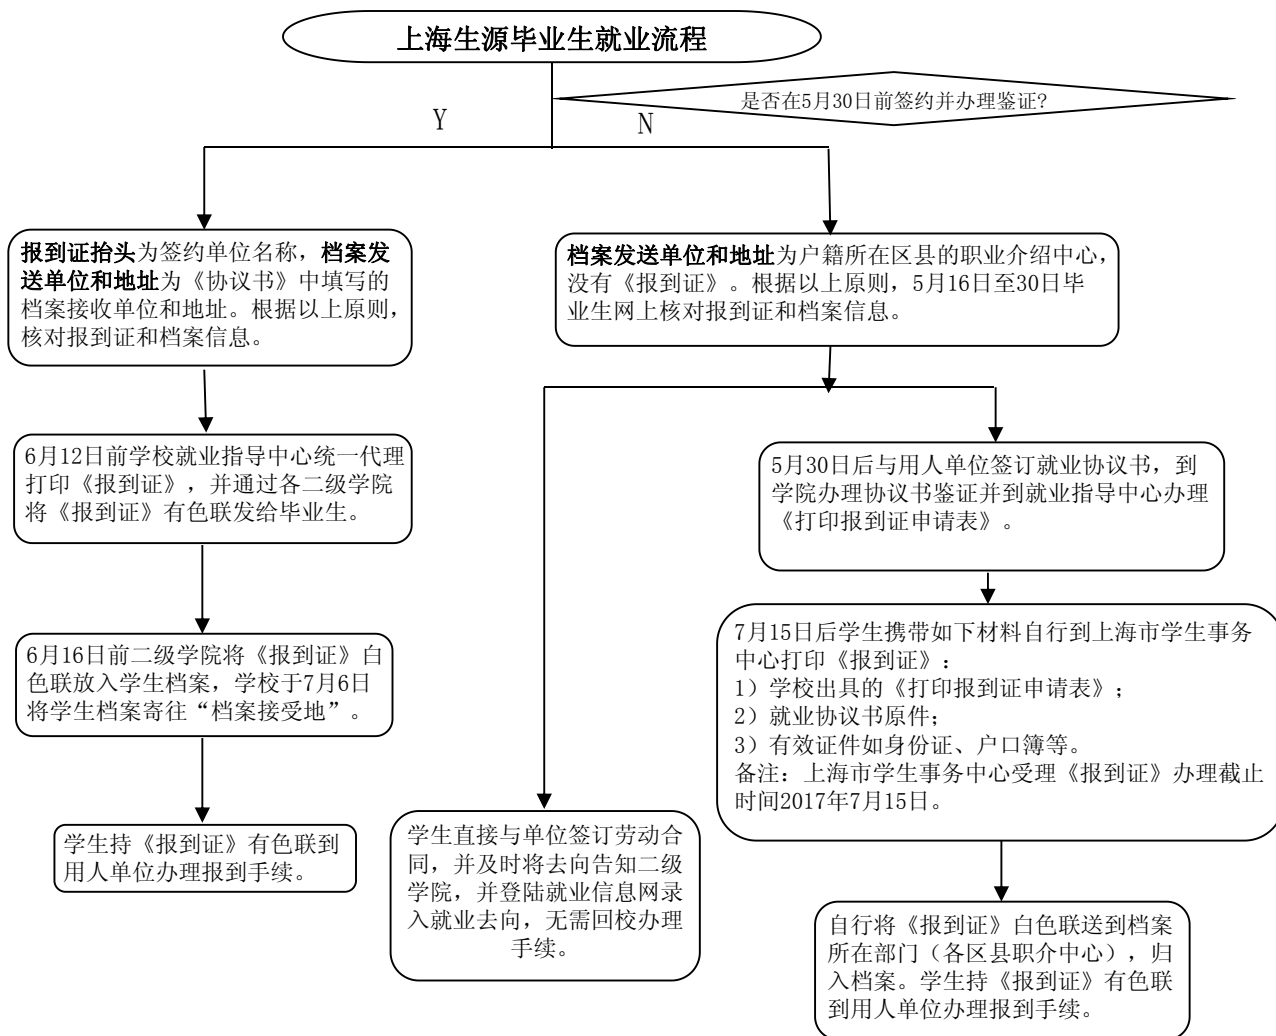 上海生源毕业生就业流程
是否在5月30日前签约并办理鉴证?
Y
N
报到证抬头为签约单位名称，档案发
送单位和地址为《协议书》中填写的
档案接收单位和地址。根据以上原则，
核对报到证和档案信息。
档案发送单位和地址为户籍所在区县的职业介绍中心，
没有《报到证》。根据以上原则，5月16日至30日毕
业生网上核对报到证和档案信息。
6月12日前学校就业指导中心统一代理
打印《报到证》，并通过各二级学院
将《报到证》有色联发给毕业生。
5月30日后与用人单位签订就业协议书，到
学院办理协议书鉴证并到就业指导中心办理
《打印报到证申请表》。
6月16日前二级学院将《报到证》白
色联放入学生档案，学校于7月6日
将学生档案寄往“档案接受地”。
7月15日后学生携带如下材料自行到上海市学生事务
中心打印《报到证》：
1）学校出具的《打印报到证申请表》；
2）就业协议书原件；
3）有效证件如身份证、户口簿等。
备注：上海市学生事务中心受理《报到证》办理截止
时间2017年7月15日。
学生持《报到证》有色联到
用人单位办理报到手续。
学生直接与单位签订劳动合
同，并及时将去向告知二级
学院，并登陆就业信息网录
入就业去向，无需回校办理
手续。
自行将《报到证》白色联送到档案
所在部门（各区县职介中心），归
入档案。学生持《报到证》有色联
到用人单位办理报到手续。